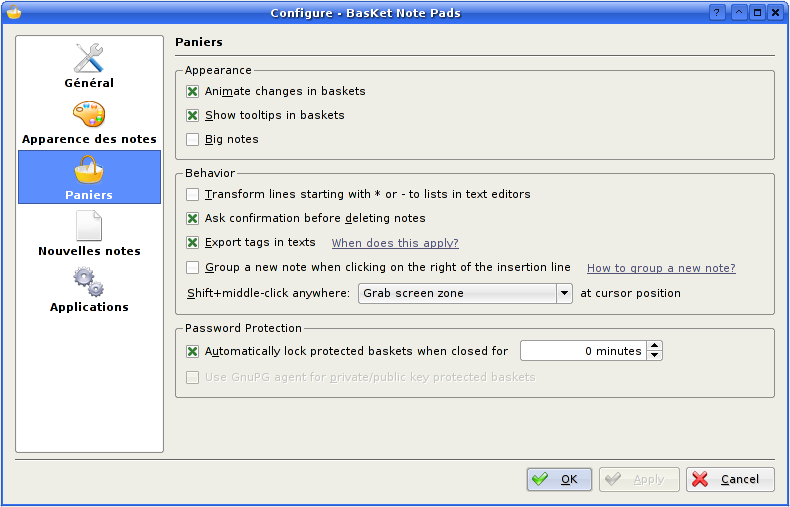 Configure - BasKet Note Pads
Général
Apparence des notes
Paniers
Nouvelles notes
Applications
Paniers
Appearance
Animate changes in baskets
Show tooltips in baskets
Big notes
Behavior
Transform lines starting with * or - to lists in text editors
Ask confirmation before deleting notes
Export tags in texts When does this apply?
Group a new note when clicking on the right of the insertion line How to group a new note?
Shift+middle-click anywhere: Grab screen zone at cursor position
Password Protection
Automatically lock protected baskets when closed for 0 minutes
Use GnuPG agent for private/public key protected baskets
OK Apply Cancel